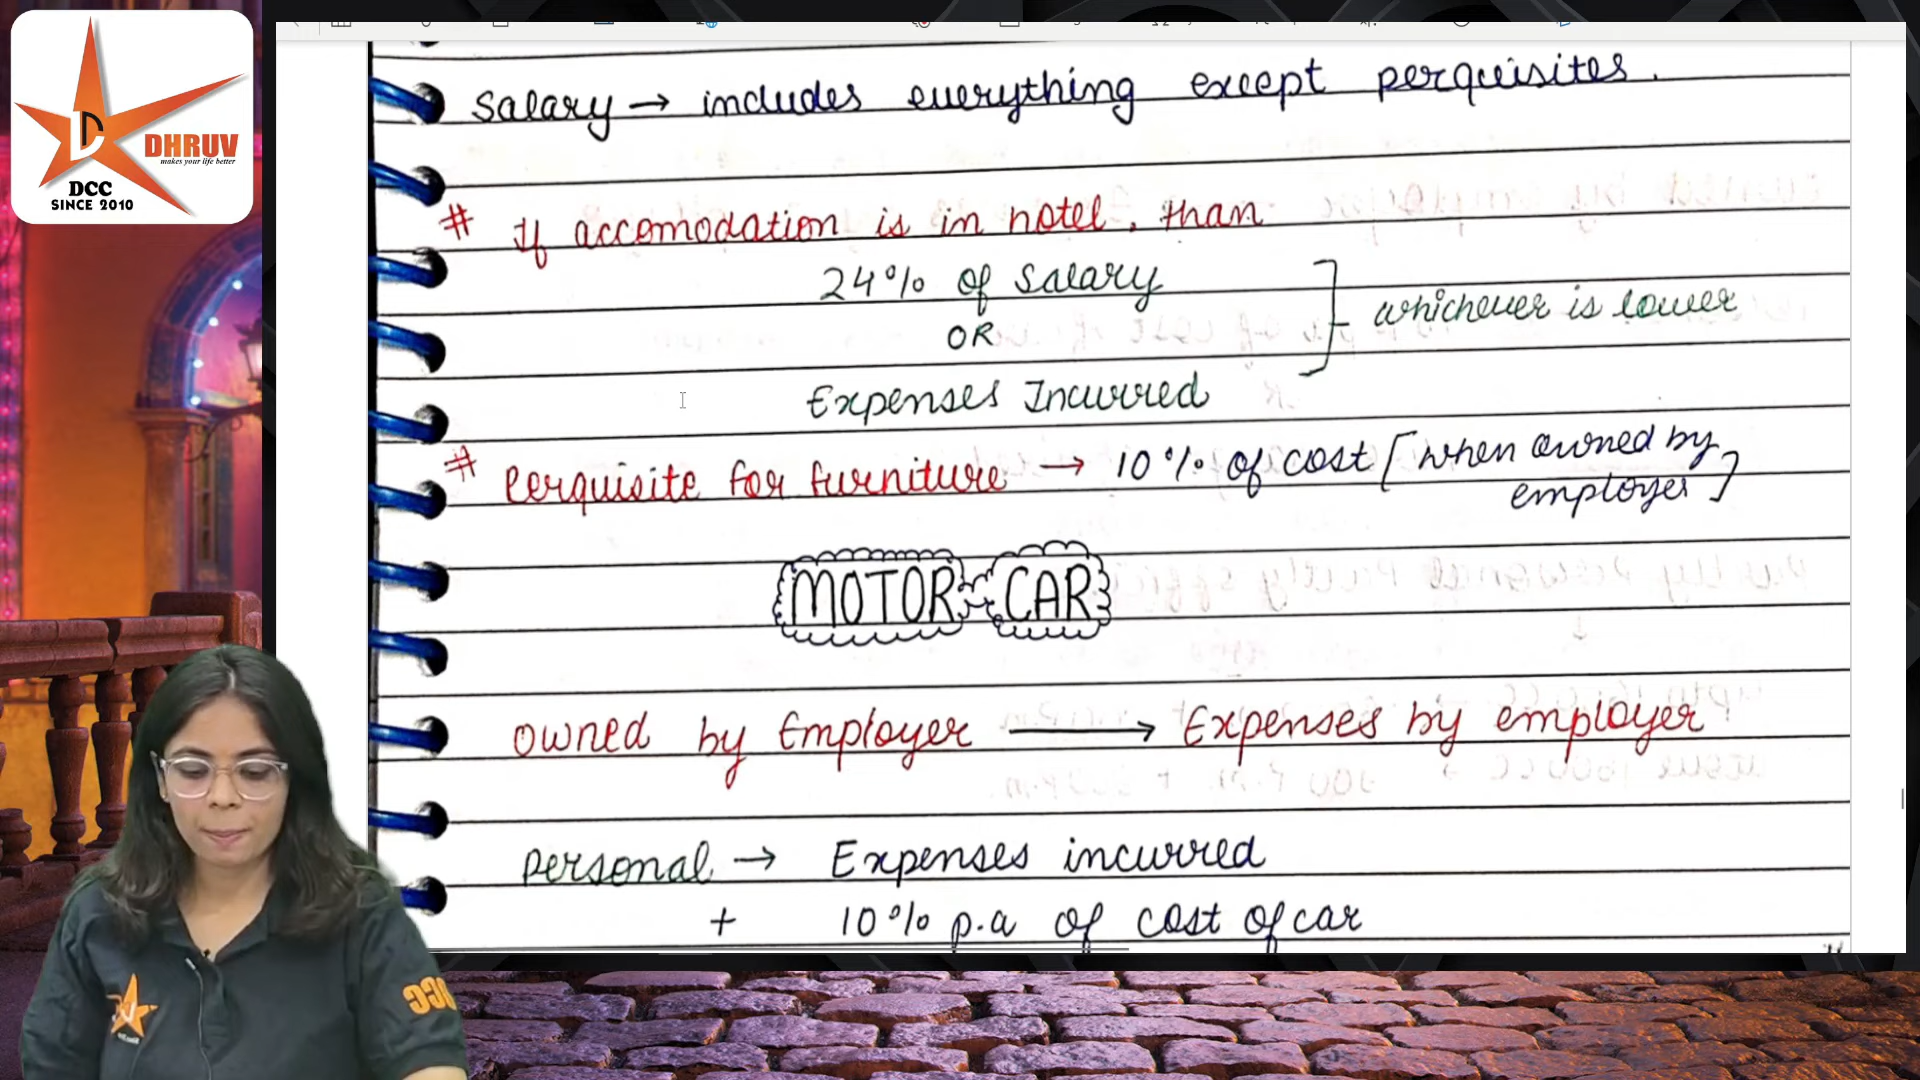 DHRUV
makes your life better
DCC
SINCE 2010
Salary → includes everything except perquisites.
# If accomodation is in hotel, than
24% of Salary
OR
whichever is lower
Expenses Incurred
# Perquisite for furniture → 10% of cost [when owned by employer]
MOTOR CAR
Owned by Employer → Expenses by employer
Personal → Expenses incurred
+ 10% p.a of cost of car